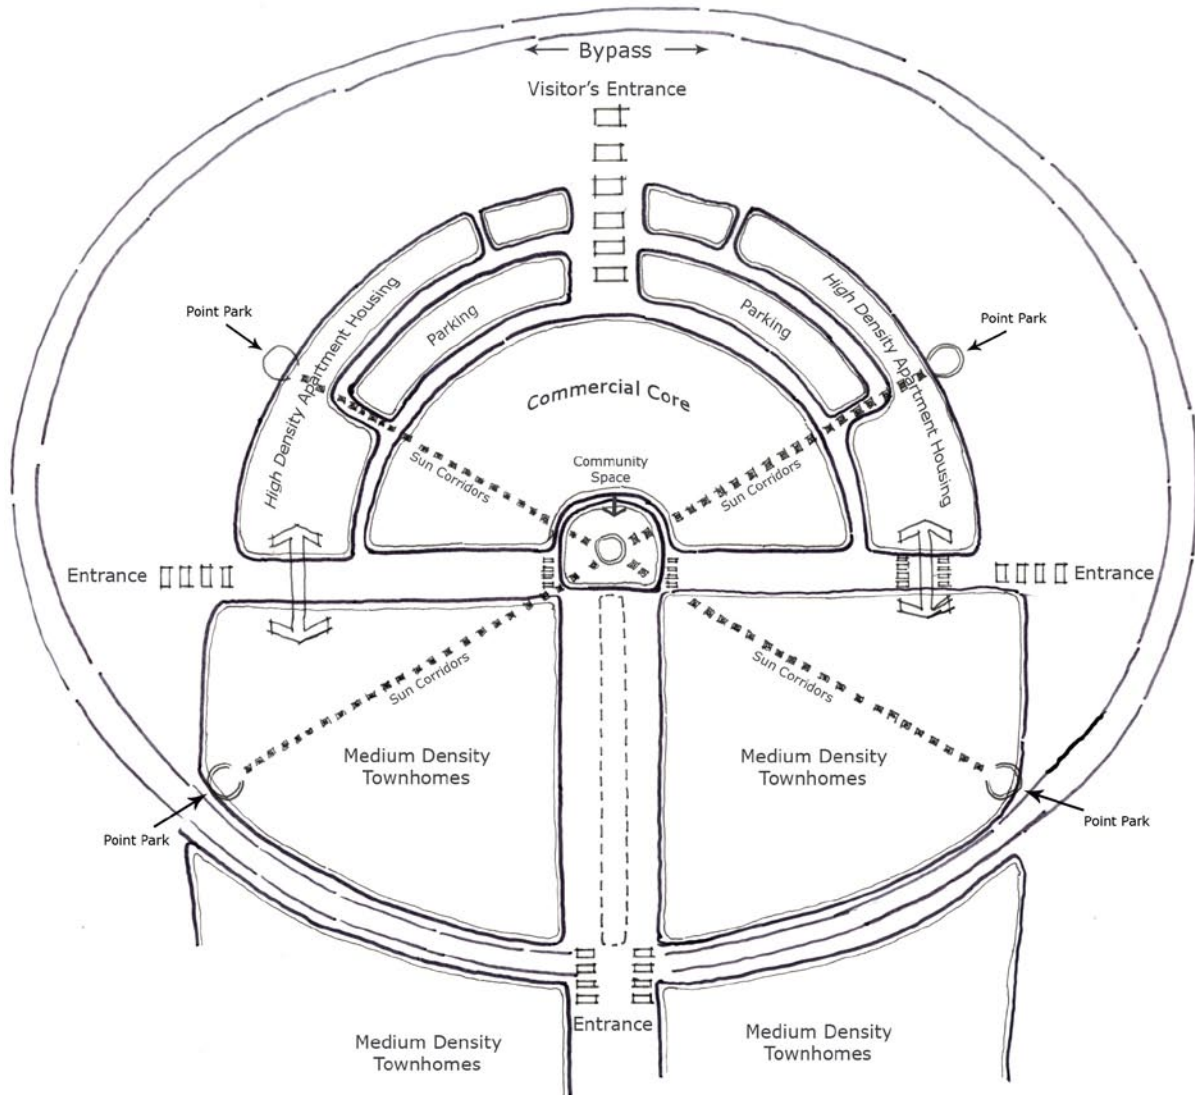 Bypass
Visitor's Entrance
High Density Apartment Housing
High Density Apartment Housing
Parking
Parking
Point Park
Point Park
Commercial Core
Community
Space
Sun Corridors
Sun Corridors
Entrance
Entrance
Sun Corridors
Sun Corridors
Medium Density
Townhomes
Medium Density
Townhomes
Point Park
Point Park
Entrance
Medium Density
Townhomes
Medium Density
Townhomes